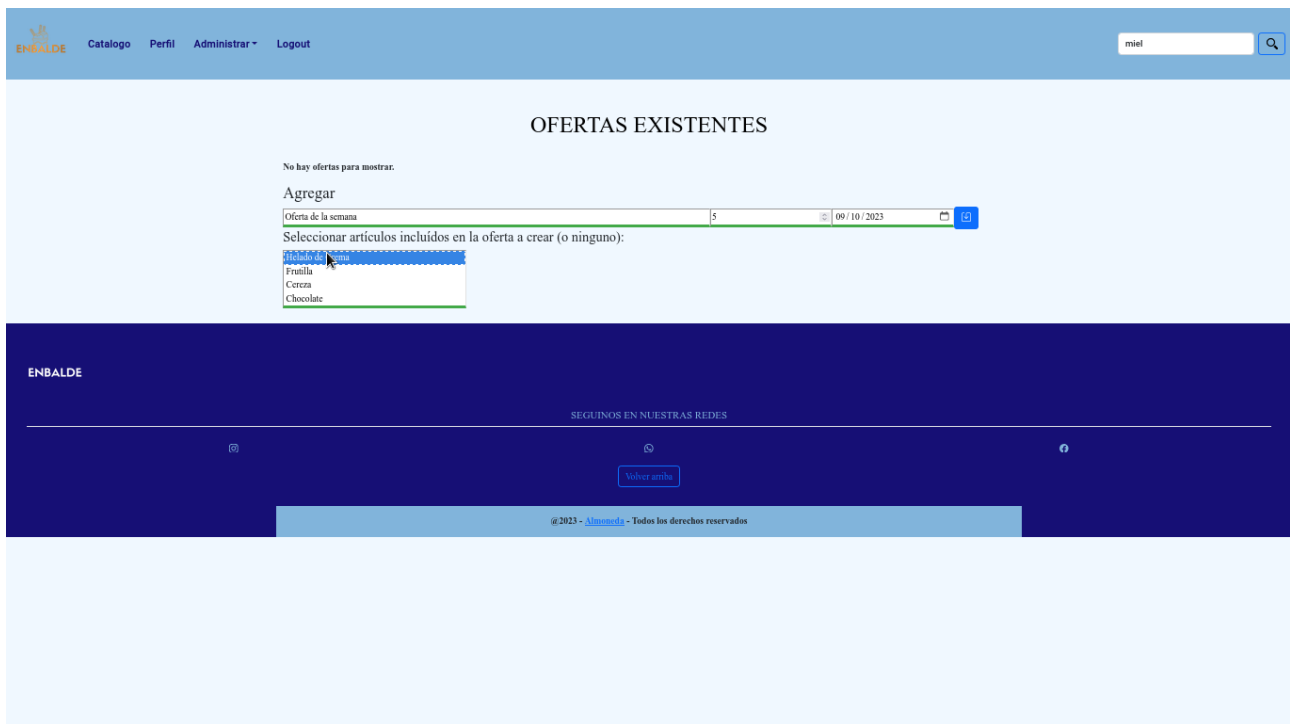 ENBALDE Catalogo Perfil Administrar Logout miel
OFERTAS EXISTENTES
No hay ofertas para mostrar.
Agregar
Oferta de la semana 5 09/10/2023
Seleccionar artículos incluídos en la oferta a crear (o ninguno):
Helado de
Frutilla
Cereza
Chocolate
ENBALDE
SEGUINOS EN NUESTRAS REDES
Volver arriba
@2023 - Almoneda - Todos los derechos reservados